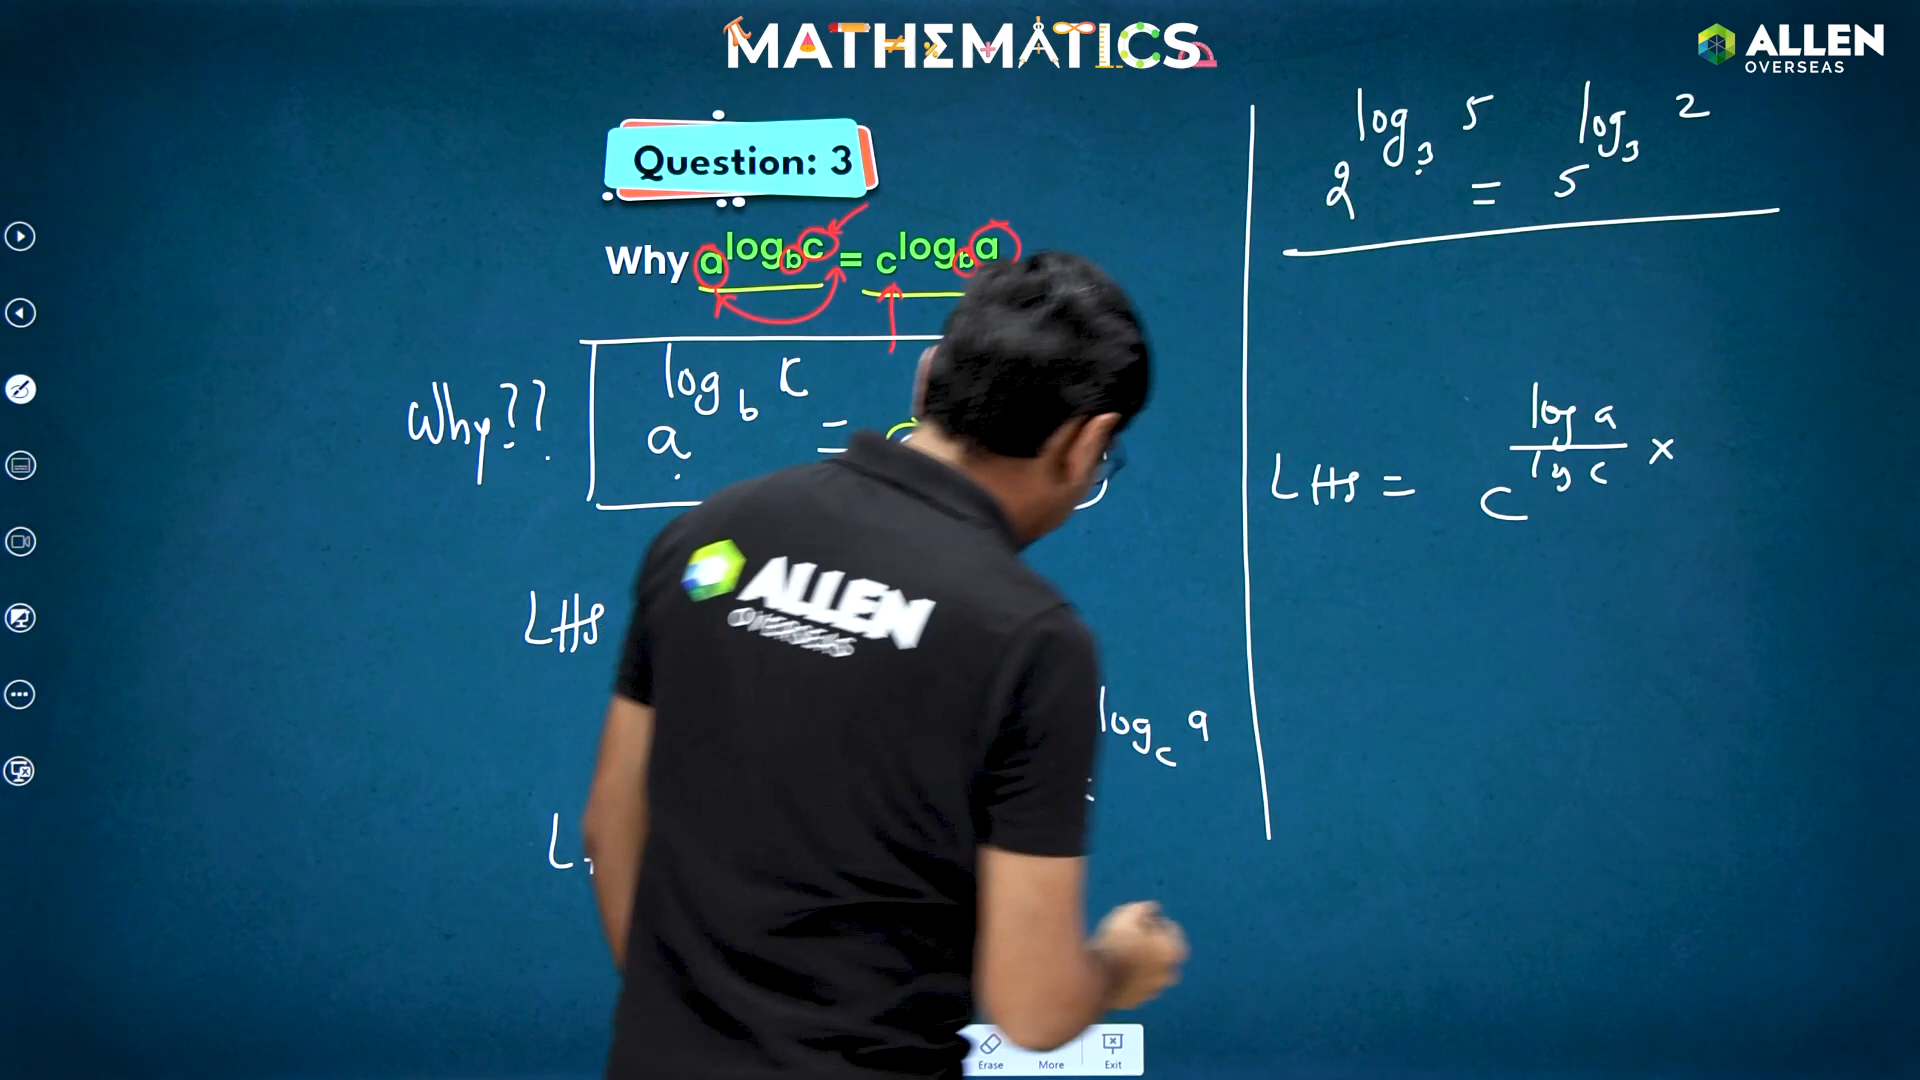 MATHEMATICS
ALLEN
OVERSEAS
Question: 3
Why a^log_b c = c^log_b a
Why??
a^log_b c =
LHS
log_c a
L
2^log_3 5 = 5^log_3 2
LHS = c^(log a / log c) ×
ALLEN
OVERSEAS
Erase More Exit